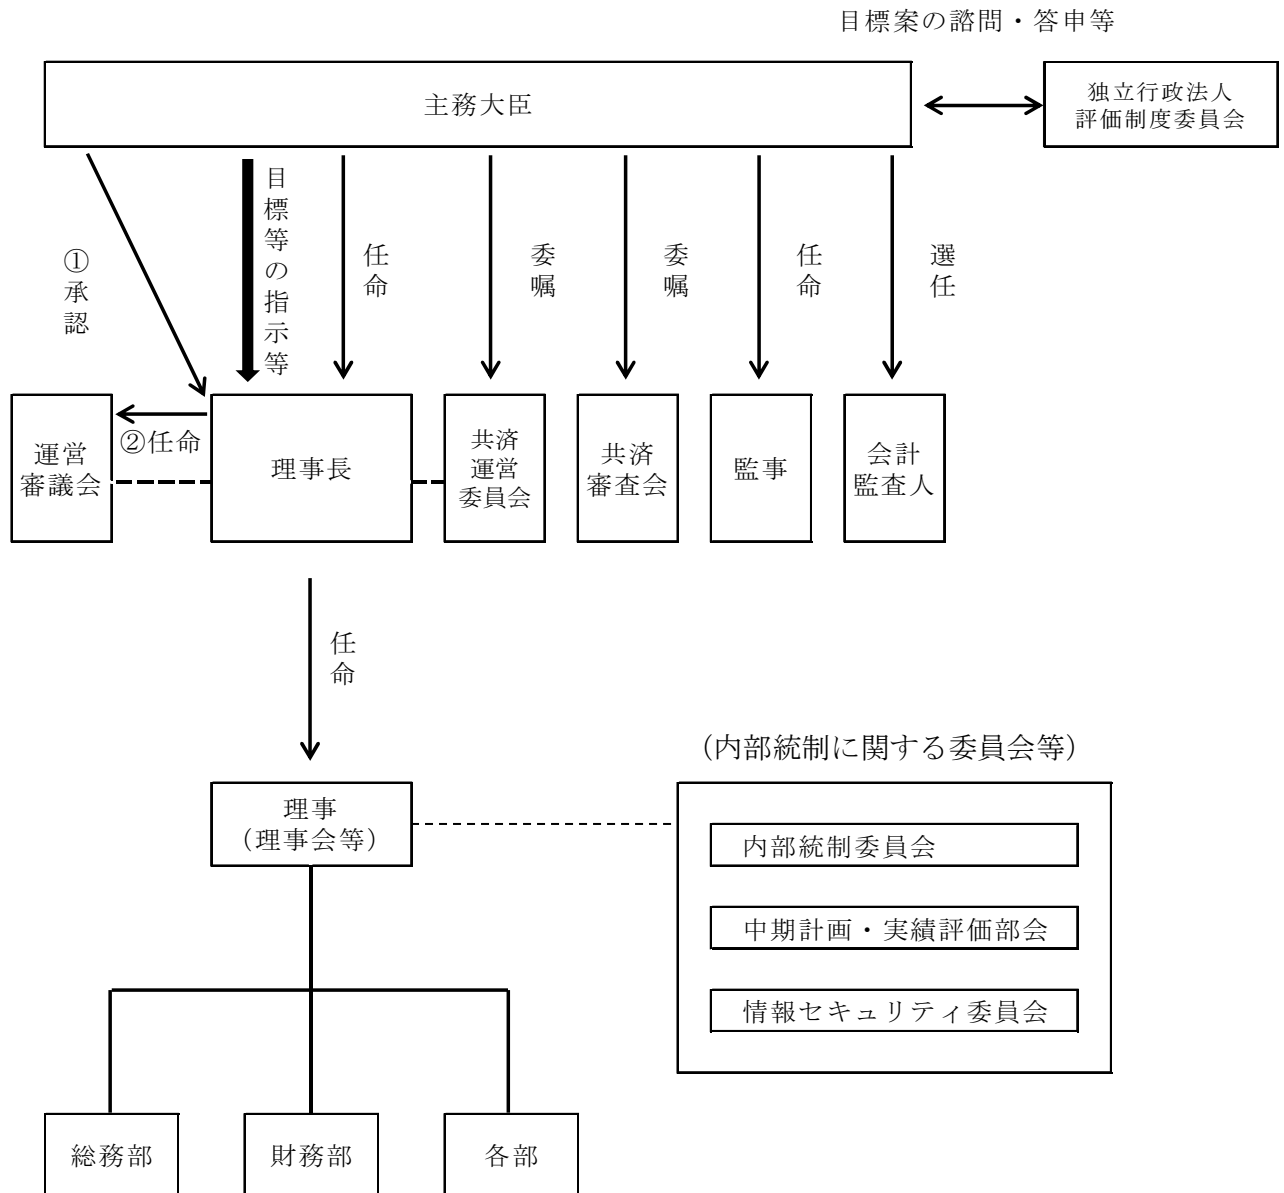 目標案の諮問・答申等
主務大臣
独立行政法人
評価制度委員会
①承認
目標等の指示等
任命
委嘱
委嘱
任命
選任
運営
審議会
②任命
理事長
共済
運営
委員会
共済
審査会
監事
会計
監査人
任命
（内部統制に関する委員会等）
理事
（理事会等）
内部統制委員会
中期計画・実績評価部会
情報セキュリティ委員会
総務部
財務部
各部